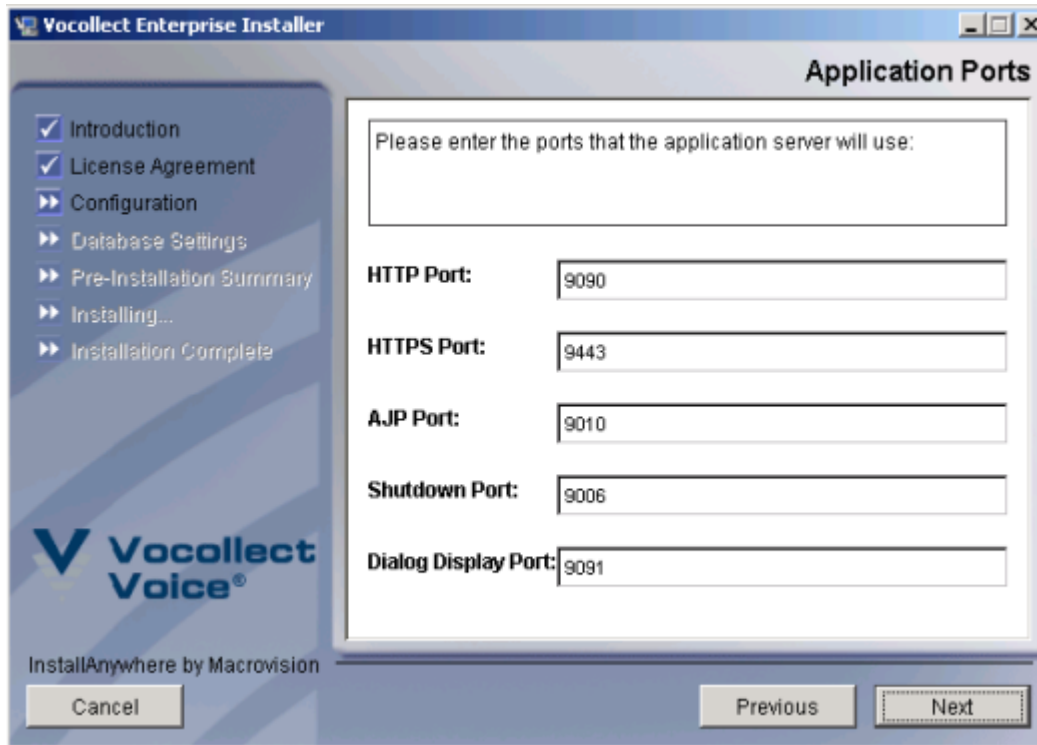 Vocollect Enterprise Installer
Application Ports
Introduction
License Agreement
Configuration
Database Settings
Pre-Installation Summary
Installing...
Installation Complete
Vocollect
Voice®
InstallAnywhere by Macrovision
Please enter the ports that the application server will use:
HTTP Port: 9090
HTTPS Port: 9443
AJP Port: 9010
Shutdown Port: 9006
Dialog Display Port: 9091
Cancel
Previous
Next